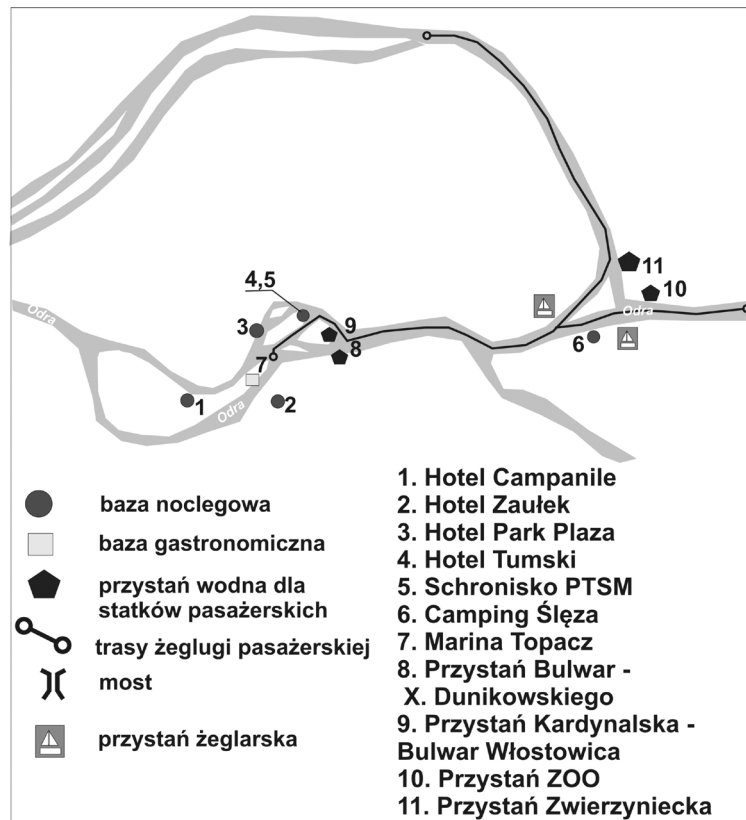 4,5
11
10
Odra
Odra
3
9
8
7
6
1
Odra
2
baza noclegowa
baza gastronomiczna
przystań wodna dla
statków pasażerskich
trasy żeglugi pasażerskiej
most
przystań żeglarska
1. Hotel Campanile
2. Hotel Zaułek
3. Hotel Park Plaza
4. Hotel Tumski
5. Schronisko PTSM
6. Camping Ślęza
7. Marina Topacz
8. Przystań Bulwar -
X. Dunikowskiego
9. Przystań Kardynalska -
Bulwar Włostowica
10. Przystań ZOO
11. Przystań Zwierzyniecka